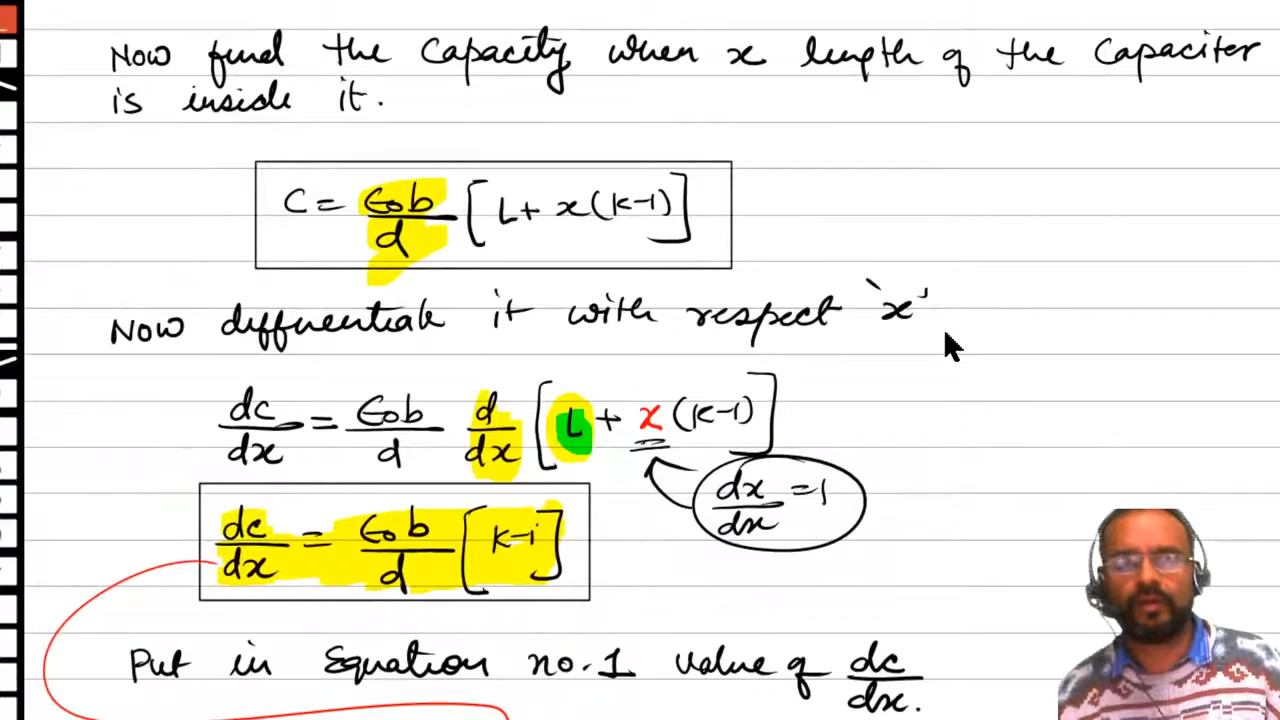 Now find the capacity when x length of the capacitor
is inside it.
C = ε₀b/d [L + x(k-1)]
Now diffrentiate it with respect 'x'
dc/dx = ε₀b/d d/dx [L + x(k-1)]
dx/dx = 1
dc/dx = ε₀b/d [k-1]
Put in Equation no.1 value of dc/dx.